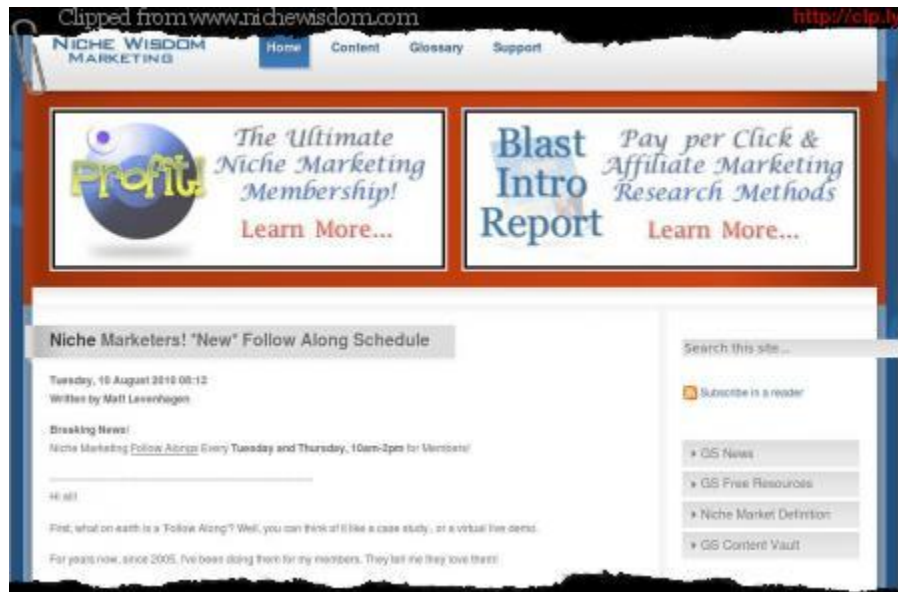 Clipped from www.nichewisdom.com
http://clp.ly
NICHE WISDOM
MARKETING
Home Content Glossary Support
Profit!
The Ultimate
Niche Marketing
Membership!
Learn More...
Blast
Intro
Report
Pay per Click &
Affiliate Marketing
Research Methods
Learn More...
Niche Marketers! *New* Follow Along Schedule
Tuesday, 10 August 2010 08:12
Written by Matt Levenhagen
Breaking News!
Niche Marketing Follow Alongs Every Tuesday and Thursday, 10am-2pm for Members!
Hi all!
First, what on earth is a 'Follow Along'? Well, you can think of it like a case study, or a virtual live demo.
For years now, since 2005, I've been doing them for my members. They tell me they love them!
Search this site...
Subscribe in a reader
GS News
GS Free Resources
Niche Market Definition
GS Content Vault